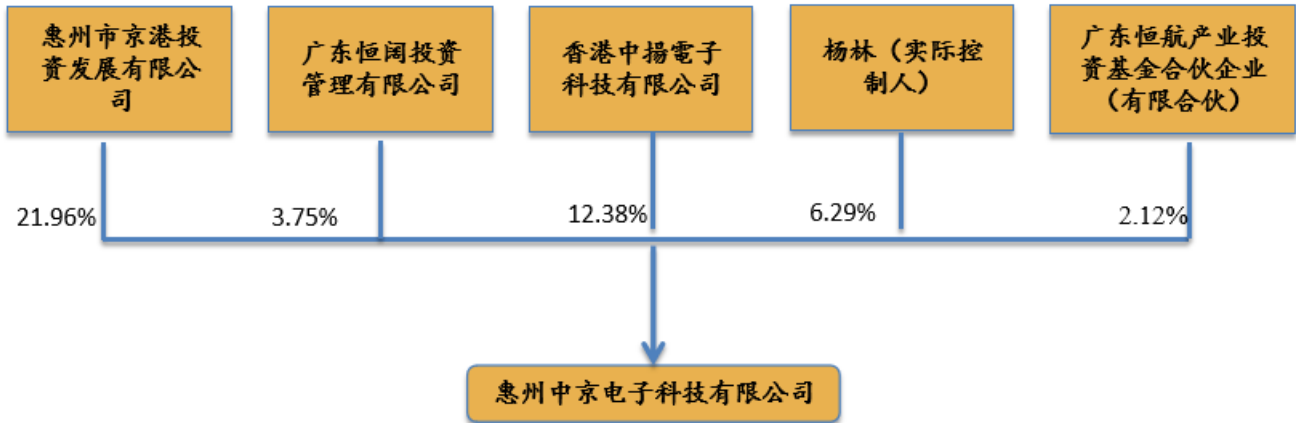 惠州市京港投
资发展有限公
司
广东恒阔投资
管理有限公司
香港中揚電子
科技有限公司
杨林（实际控
制人）
广东恒航产业投
资基金合伙企业
（有限合伙）
21.96%
3.75%
12.38%
6.29%
2.12%
惠州中京电子科技有限公司